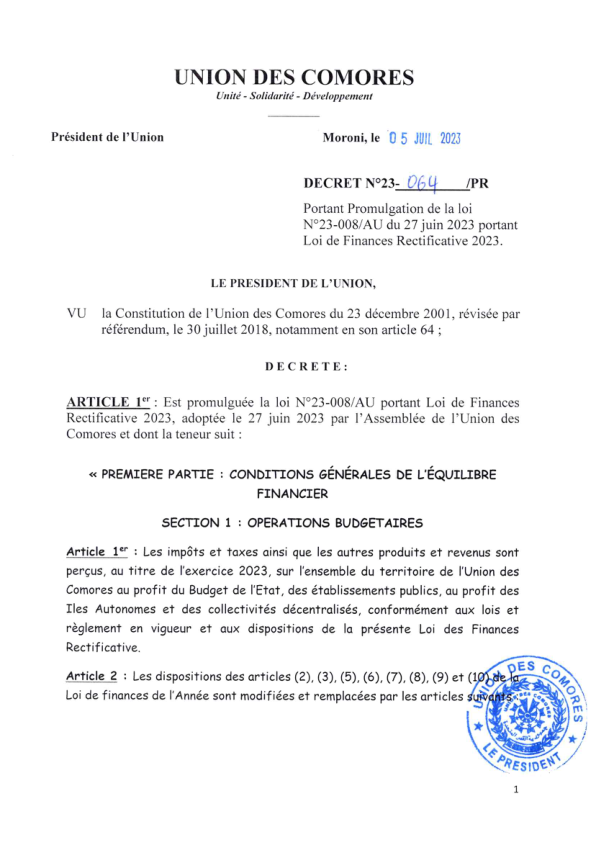 UNION DES COMORES
Unité - Solidarité - Développement
Président de l'Union
Moroni, le 05 JUIL 2023
DECRET N°23- 064 /PR
Portant Promulgation de la loi
N°23-008/AU du 27 juin 2023 portant
Loi de Finances Rectificative 2023.
LE PRESIDENT DE L'UNION,
VU la Constitution de l'Union des Comores du 23 décembre 2001, révisée par
référendum, le 30 juillet 2018, notamment en son article 64 ;
D E C R E T E :
ARTICLE 1er : Est promulguée la loi N°23-008/AU portant Loi de Finances
Rectificative 2023, adoptée le 27 juin 2023 par l'Assemblée de l'Union des
Comores et dont la teneur suit :
« PREMIERE PARTIE : CONDITIONS GÉNÉRALES DE L'ÉQUILIBRE
FINANCIER
SECTION 1 : OPERATIONS BUDGETAIRES
Article 1er : Les impôts et taxes ainsi que les autres produits et revenus sont
perçus, au titre de l'exercice 2023, sur l'ensemble du territoire de l'Union des
Comores au profit du Budget de l'Etat, des établissements publics, au profit des
Iles Autonomes et des collectivités décentralisés, conformément aux lois et
règlement en vigueur et aux dispositions de la présente Loi des Finances
Rectificative.
Article 2 : Les dispositions des articles (2), (3), (5), (6), (7), (8), (9) et (10) de la
Loi de finances de l'Année sont modifiées et remplacées par les articles suivants
UNION DES COMORES
LE PRESIDENT
1